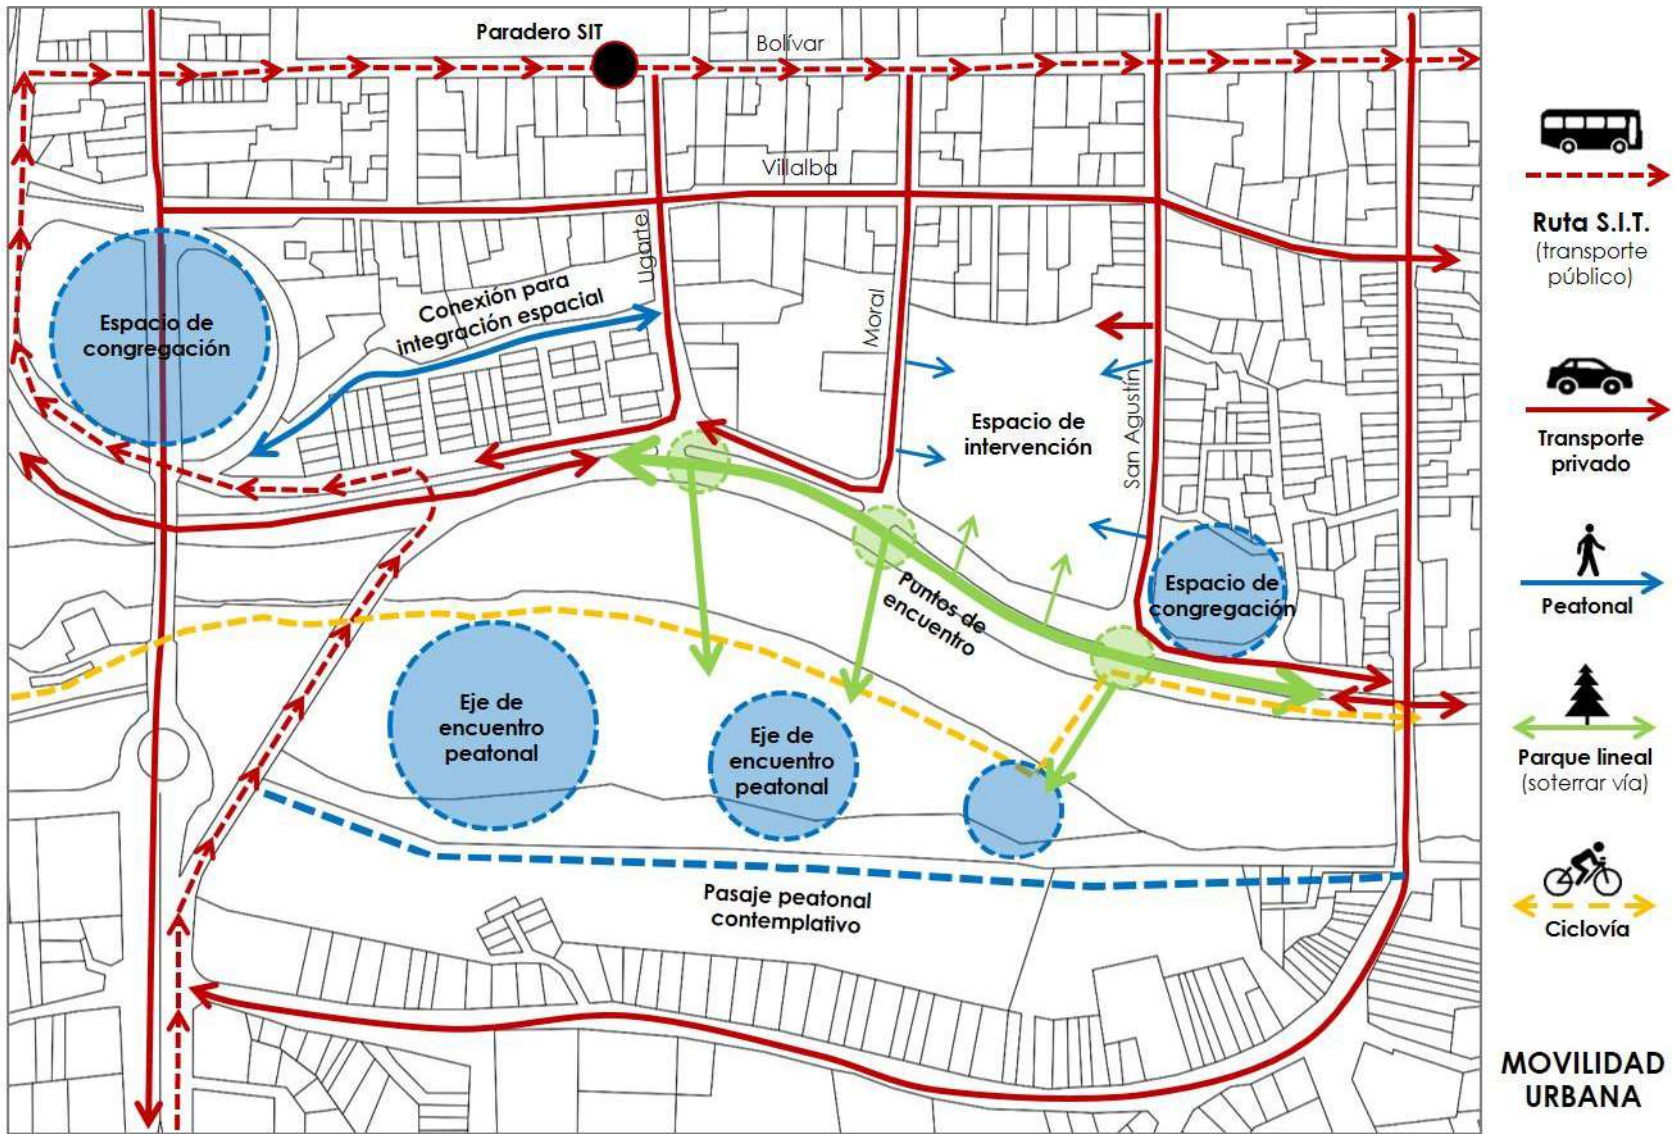 Paradero SIT
Bolívar
Villalba
Ugarte
Conexión para
integración espacial
Moral
San Agustín
Espacio de
congregación
Espacio de
intervención
Puntos de
encuentro
Espacio de
congregación
Eje de
encuentro
peatonal
Eje de
encuentro
peatonal
Pasaje peatonal
contemplativo
Ruta S.I.T.
(transporte
público)
Transporte
privado
Peatonal
Parque lineal
(soterrar vía)
Ciclovía
MOVILIDAD
URBANA